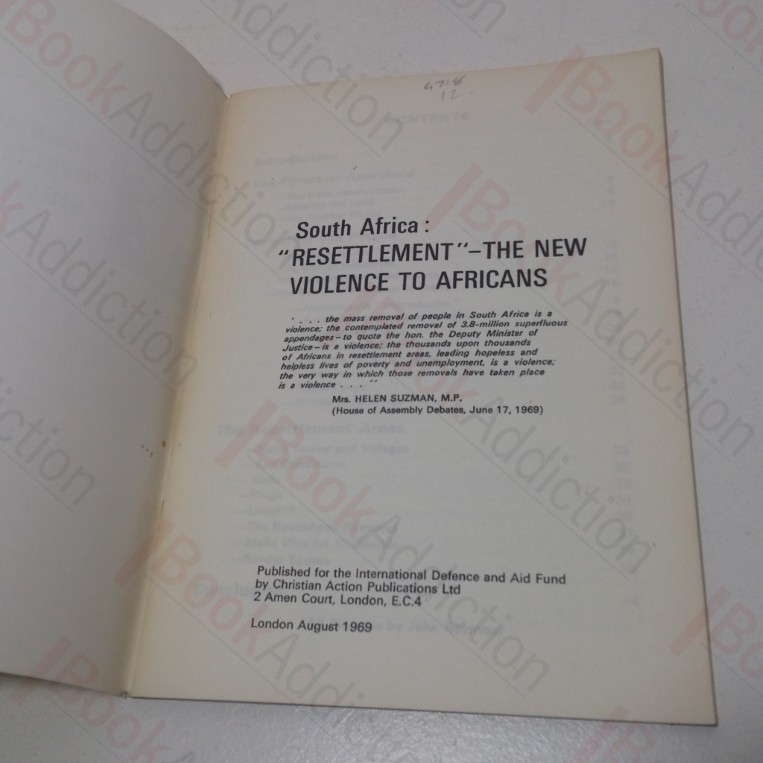 4718
12.
South Africa :
"RESETTLEMENT"–THE NEW
VIOLENCE TO AFRICANS
'. . . . the mass removal of people in South Africa is a
violence; the contemplated removal of 3.8-million superfluous
appendages—to quote the hon. the Deputy Minister of
Justice—is a violence; the thousands upon thousands
of Africans in resettlement areas, leading hopeless and
helpless lives of poverty and unemployment, is a violence;
the very way in which those removals have taken place
is a violence . . . "
Mrs. HELEN SUZMAN, M.P.
(House of Assembly Debates, June 17, 1969)
Published for the International Defence and Aid Fund
by Christian Action Publications Ltd
2 Amen Court, London, E.C.4
London August 1969
BookAddiction